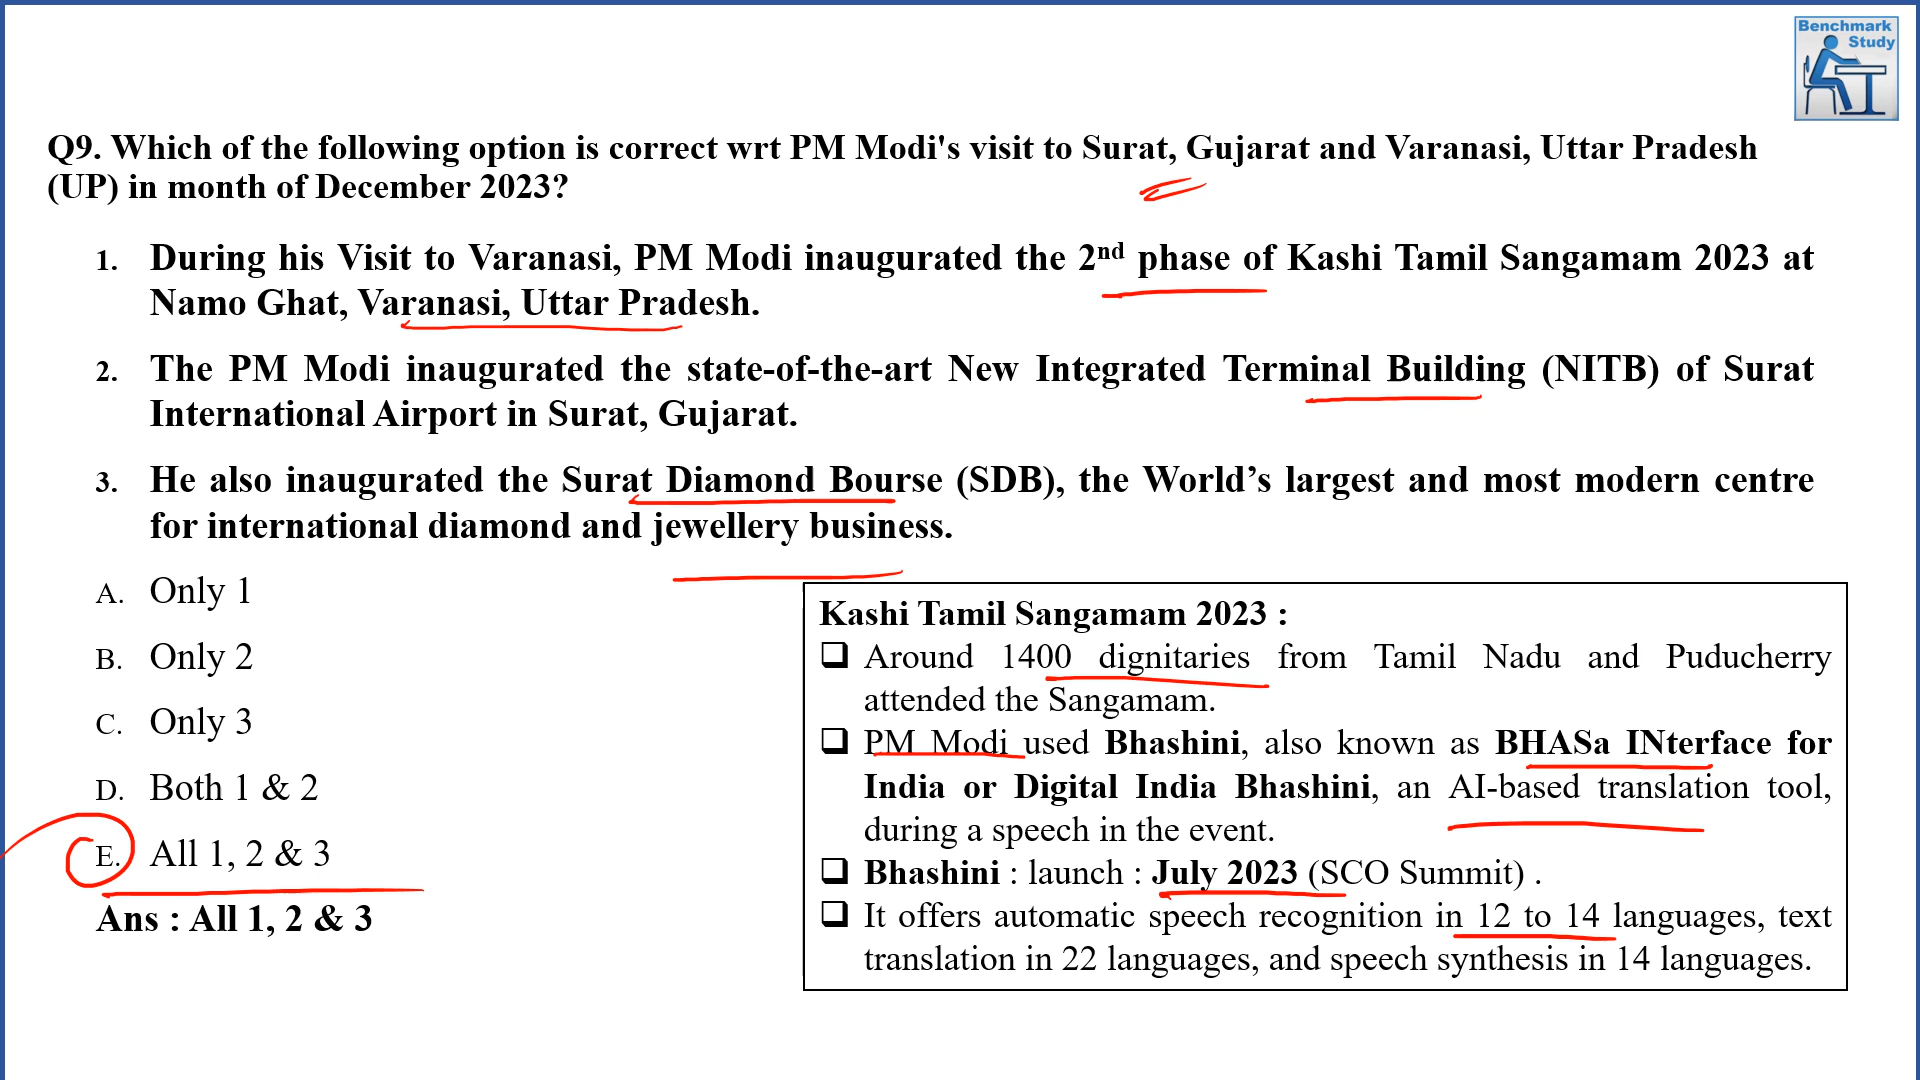 Benchmark
Study
Q9. Which of the following option is correct wrt PM Modi's visit to Surat, Gujarat and Varanasi, Uttar Pradesh
(UP) in month of December 2023?
1. During his Visit to Varanasi, PM Modi inaugurated the 2nd phase of Kashi Tamil Sangamam 2023 at
Namo Ghat, Varanasi, Uttar Pradesh.
2. The PM Modi inaugurated the state-of-the-art New Integrated Terminal Building (NITB) of Surat
International Airport in Surat, Gujarat.
3. He also inaugurated the Surat Diamond Bourse (SDB), the World’s largest and most modern centre
for international diamond and jewellery business.
A. Only 1
B. Only 2
C. Only 3
D. Both 1 & 2
E. All 1, 2 & 3
Ans : All 1, 2 & 3
Kashi Tamil Sangamam 2023 :
❑ Around 1400 dignitaries from Tamil Nadu and Puducherry
attended the Sangamam.
❑ PM Modi used Bhashini, also known as BHASa INterface for
India or Digital India Bhashini, an AI-based translation tool,
during a speech in the event.
❑ Bhashini : launch : July 2023 (SCO Summit) .
❑ It offers automatic speech recognition in 12 to 14 languages, text
translation in 22 languages, and speech synthesis in 14 languages.